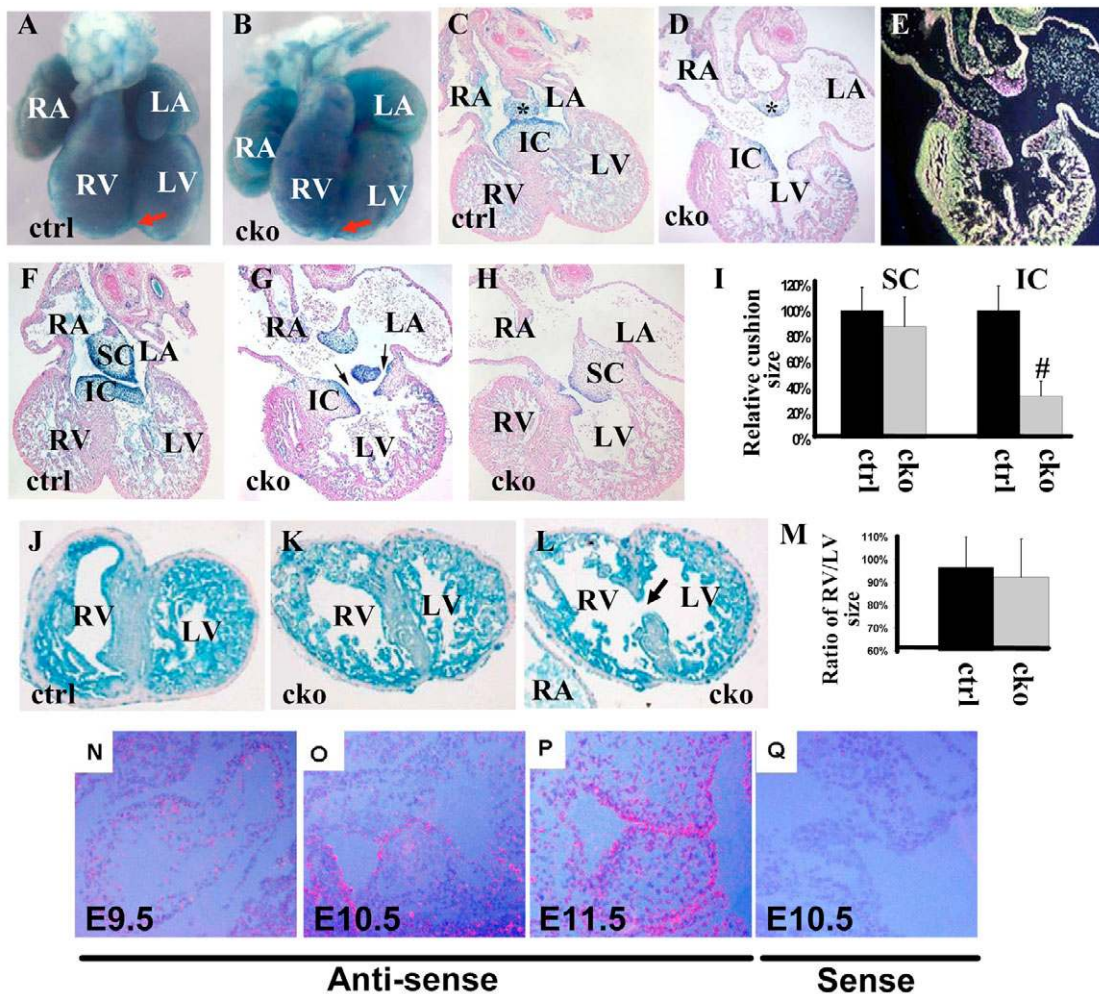 A
RA
LA
RV
LV
ctrl
B
RA
LA
RV
LV
cko
C
RA
LA
*
IC
RV
LV
ctrl
D
RA
LA
*
IC
LV
cko
E
F
RA
SC
LA
IC
RV
LV
ctrl
G
RA
LA
IC
LV
cko
H
RA
LA
SC
RV
LV
cko
I
SC
IC
Relative cushion
size
120%
100%
80%
60%
40%
20%
0%
#
ctrl
cko
ctrl
cko
J
RV
LV
ctrl
K
RV
LV
cko
L
RV
LV
RA
cko
M
Ratio of RV/LV
size
110%
100%
90%
80%
70%
60%
ctrl
cko
N
E9.5
O
E10.5
P
E11.5
Q
E10.5
Anti-sense
Sense